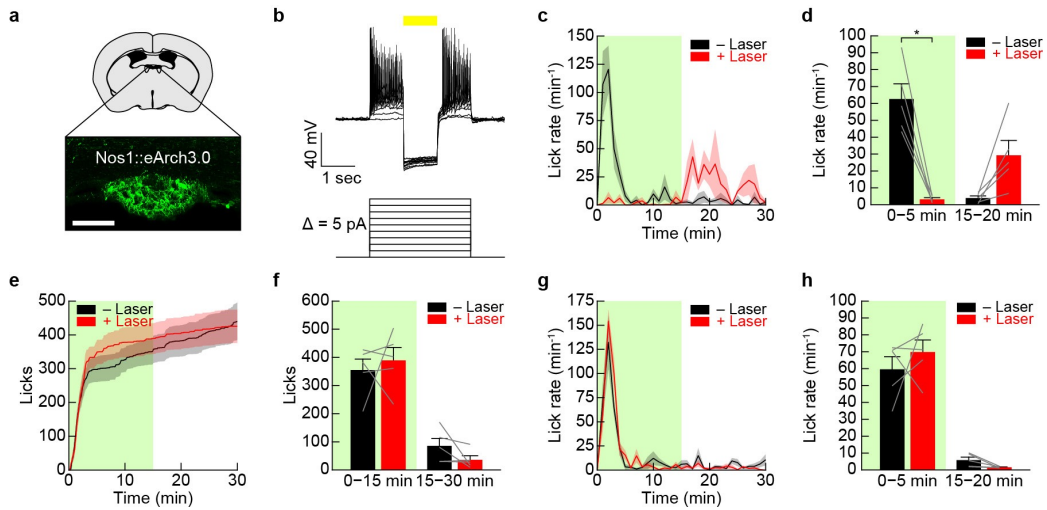 a
Nos1::eArch3.0
b
40 mV
1 sec
Δ = 5 pA
c
Lick rate (min⁻¹)
150
125
100
75
50
25
0
– Laser
+ Laser
0 10 20 30
Time (min)
d
Lick rate (min⁻¹)
100
90
80
70
60
50
40
30
20
10
0
*
– Laser
+ Laser
0–5 min 15–20 min
e
Licks
500
400
300
200
100
0
– Laser
+ Laser
0 10 20 30
Time (min)
f
Licks
600
500
400
300
200
100
0
– Laser
+ Laser
0–15 min 15–30 min
g
Lick rate (min⁻¹)
175
150
125
100
75
50
25
0
– Laser
+ Laser
0 10 20 30
Time (min)
h
Lick rate (min⁻¹)
100
90
80
70
60
50
40
30
20
10
0
– Laser
+ Laser
0–5 min 15–20 min